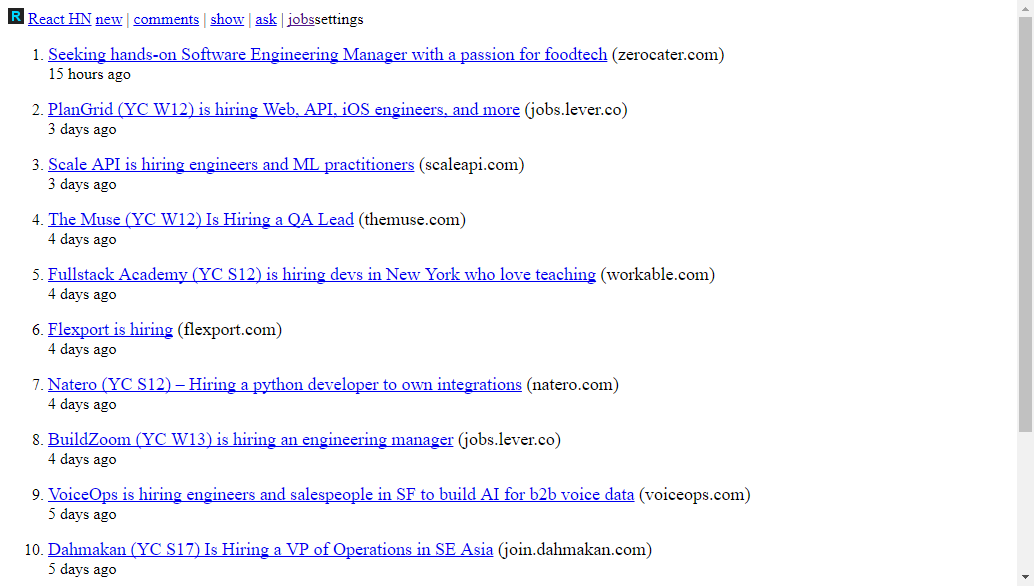 R React HN new | comments | show | ask | jobssettings
1. Seeking hands-on Software Engineering Manager with a passion for foodtech (zerocater.com)
15 hours ago
2. PlanGrid (YC W12) is hiring Web, API, iOS engineers, and more (jobs.lever.co)
3 days ago
3. Scale API is hiring engineers and ML practitioners (scaleapi.com)
3 days ago
4. The Muse (YC W12) Is Hiring a QA Lead (themuse.com)
4 days ago
5. Fullstack Academy (YC S12) is hiring devs in New York who love teaching (workable.com)
4 days ago
6. Flexport is hiring (flexport.com)
4 days ago
7. Natero (YC S12) – Hiring a python developer to own integrations (natero.com)
4 days ago
8. BuildZoom (YC W13) is hiring an engineering manager (jobs.lever.co)
4 days ago
9. VoiceOps is hiring engineers and salespeople in SF to build AI for b2b voice data (voiceops.com)
5 days ago
10. Dahmakan (YC S17) Is Hiring a VP of Operations in SE Asia (join.dahmakan.com)
5 days ago